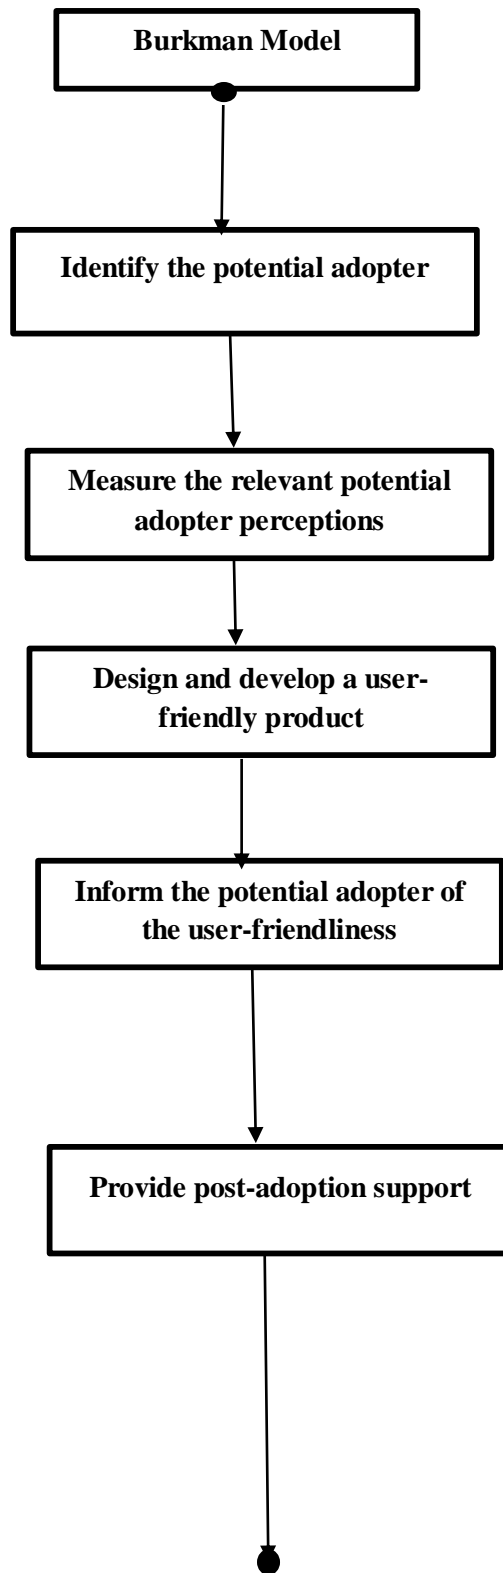 Burkman Model
Identify the potential adopter
Measure the relevant potential
adopter perceptions
Design and develop a user-
friendly product
Inform the potential adopter of
the user-friendliness
Provide post-adoption support